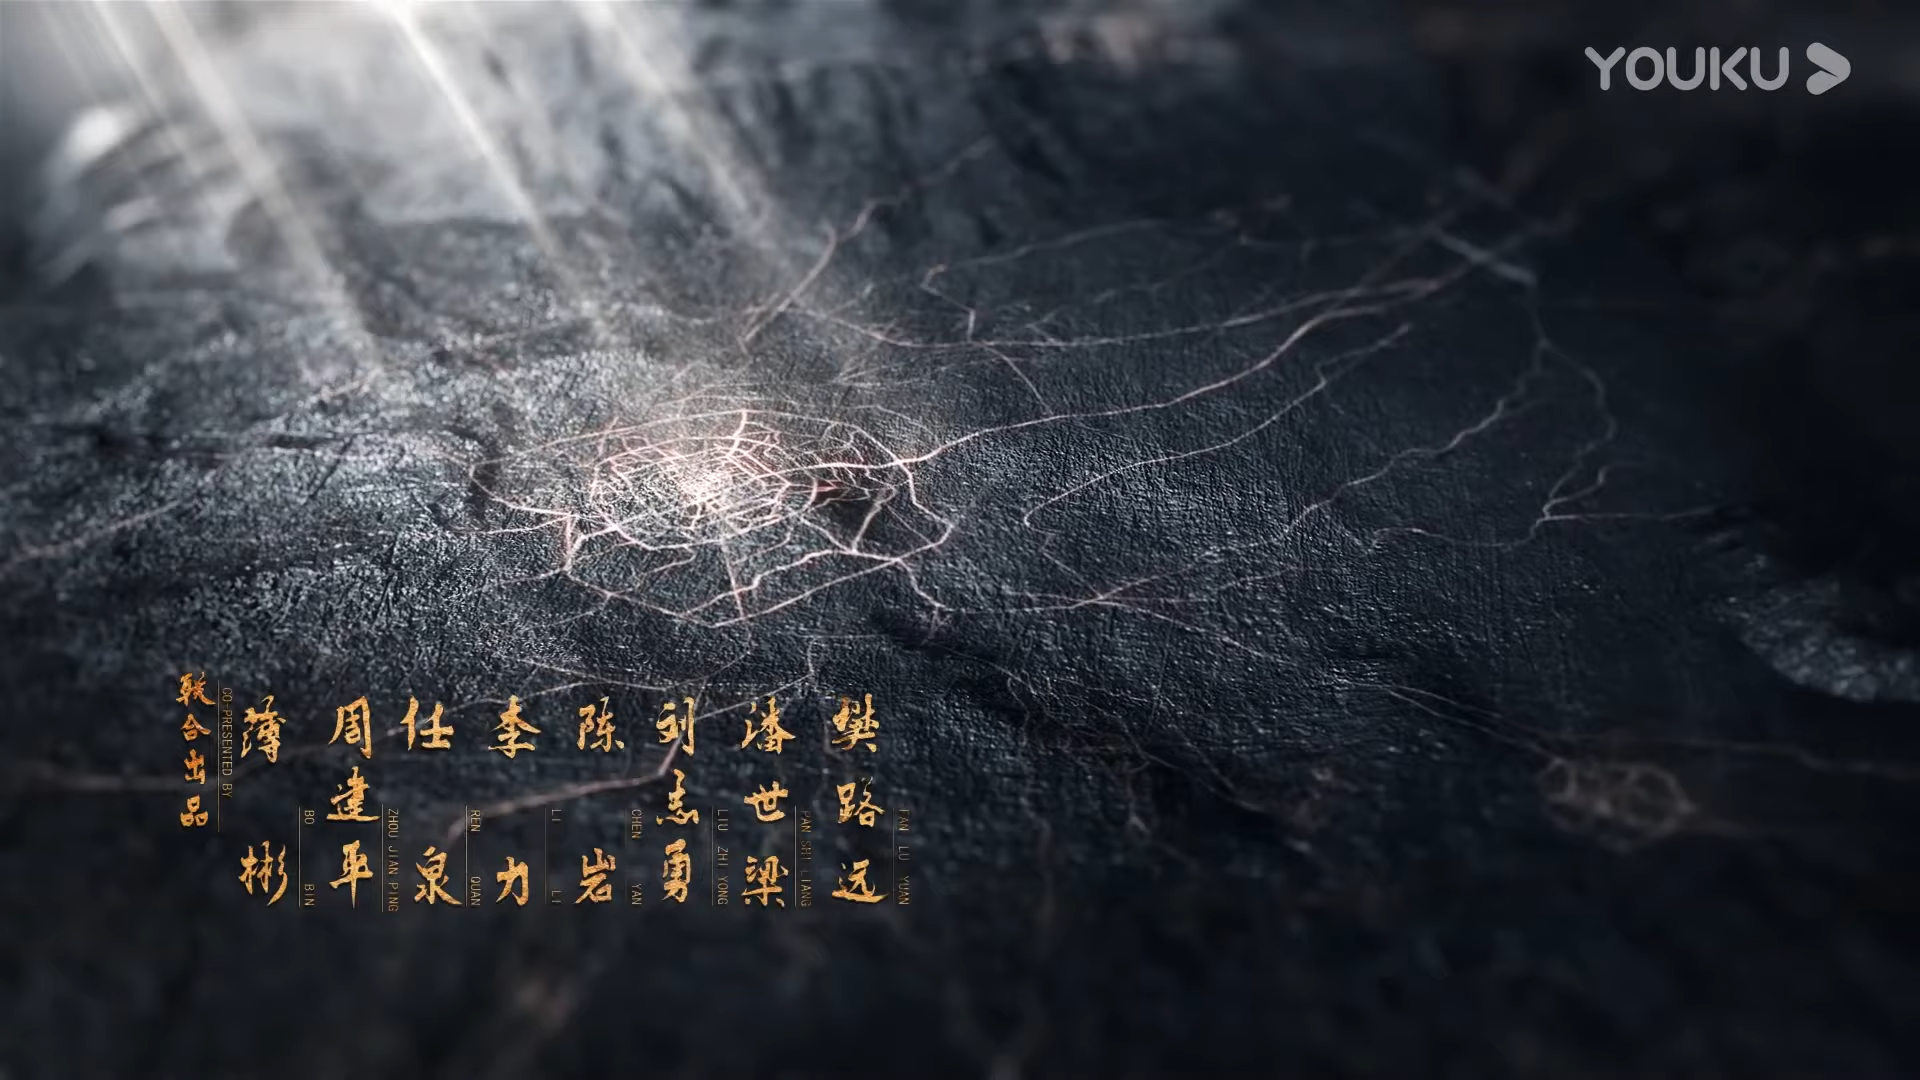 YOUKU
联合出品
CO-PRESENTED BY
薄彬
BO BIN
周建平
ZHOU JIAN PING
任泉
REN QUAN
李力
LI LI
陈岩
CHEN YAN
刘志勇
LIU ZHI YONG
潘世梁
PAN SHI LIANG
樊路远
FAN LU YUAN